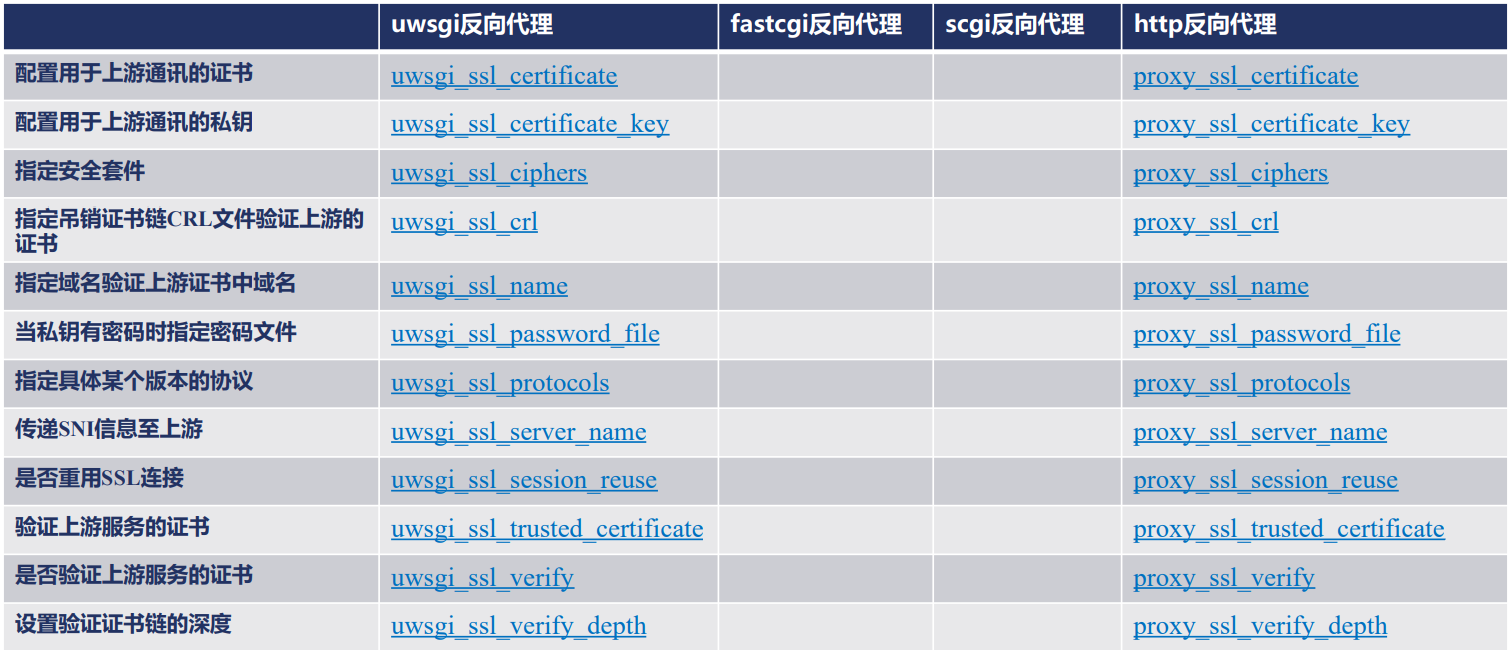 uwsgi反向代理 fastcgi反向代理 scgi反向代理 http反向代理
配置用于上游通讯的证书 uwsgi_ssl_certificate proxy_ssl_certificate
配置用于上游通讯的私钥 uwsgi_ssl_certificate_key proxy_ssl_certificate_key
指定安全套件 uwsgi_ssl_ciphers proxy_ssl_ciphers
指定吊销证书链CRL文件验证上游的 uwsgi_ssl_crl proxy_ssl_crl
证书
指定域名验证上游证书中域名 uwsgi_ssl_name proxy_ssl_name
当私钥有密码时指定密码文件 uwsgi_ssl_password_file proxy_ssl_password_file
指定具体某个版本的协议 uwsgi_ssl_protocols proxy_ssl_protocols
传递SNI信息至上游 uwsgi_ssl_server_name proxy_ssl_server_name
是否重用SSL连接 uwsgi_ssl_session_reuse proxy_ssl_session_reuse
验证上游服务的证书 uwsgi_ssl_trusted_certificate proxy_ssl_trusted_certificate
是否验证上游服务的证书 uwsgi_ssl_verify proxy_ssl_verify
设置验证证书链的深度 uwsgi_ssl_verify_depth proxy_ssl_verify_depth